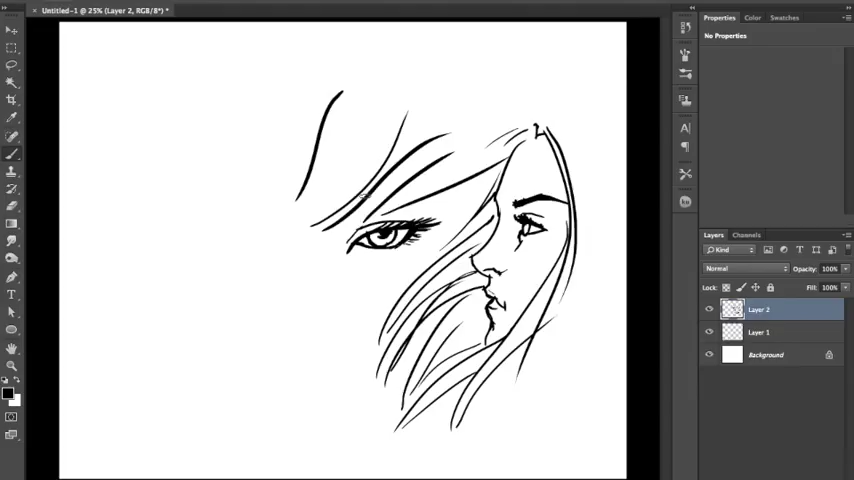 Untitled-1 @ 25% (Layer 2, RGB/8*) *
Properties Color Swatches
No Properties
Layers Channels
Kind
Normal Opacity: 100%
Lock: Fill: 100%
Layer 2
Layer 1
Background